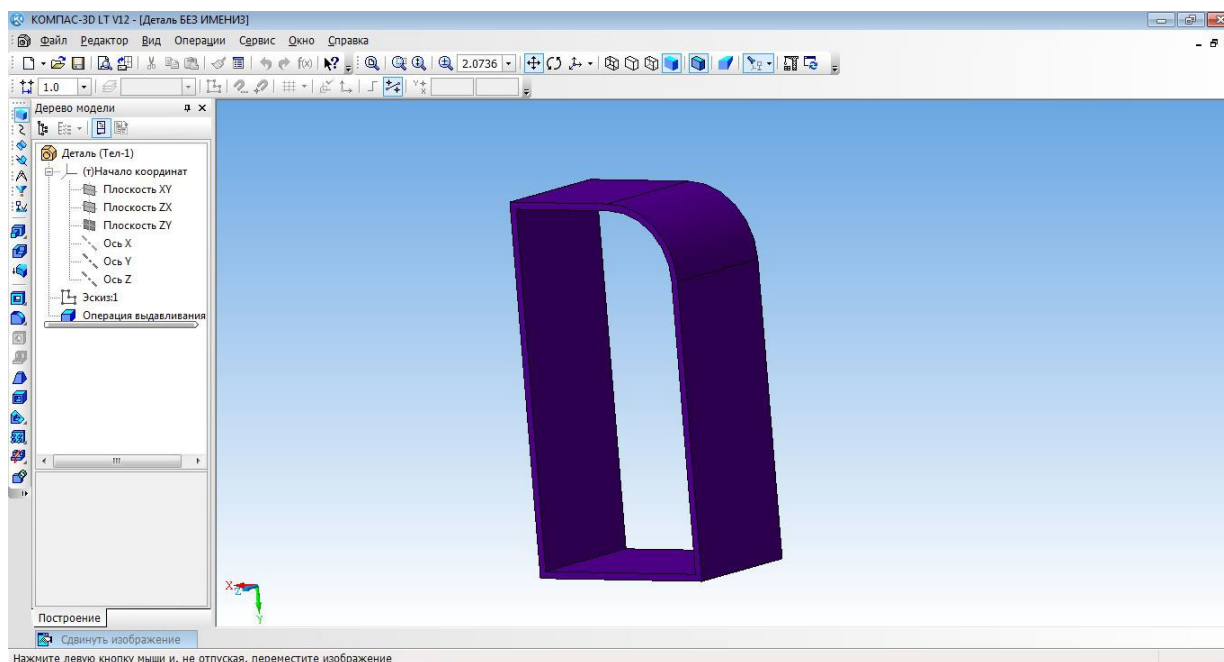 КОМПАС-3D LT V12 - [Деталь БЕЗ ИМЕНИ3]
Файл Редактор Вид Операции Сервис Окно Справка
f(x) 2.0736
1.0
Дерево модели
Деталь (Тел-1)
(т)Начало координат
Плоскость XY
Плоскость ZX
Плоскость ZY
Ось X
Ось Y
Ось Z
Эскиз:1
Операция выдавливания
X
Z
Y
Построение
Сдвинуть изображение
Нажмите левую кнопку мыши и, не отпуская, переместите изображение